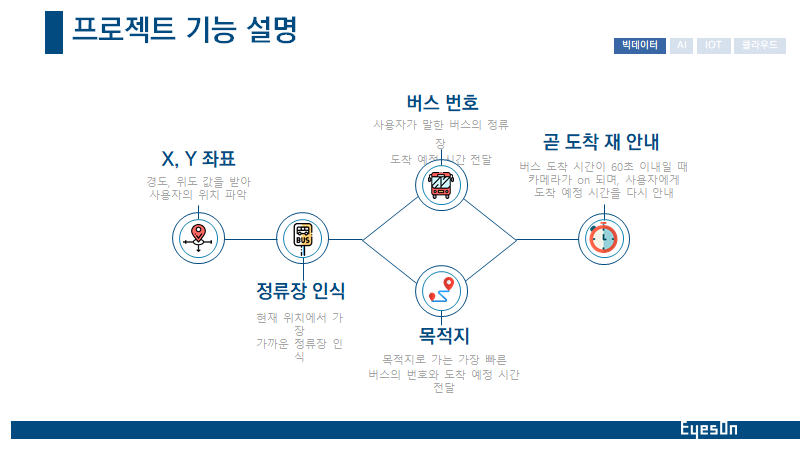 프로젝트 기능 설명
빅데이터
AI
IOT
클라우드
버스 번호
사용자가 말한 버스의 정류
장
도착 예정 시간 전달
곧 도착 재 안내
버스 도착 시간이 60초 이내일 때
카메라가 on 되며, 사용자에게
도착 예정 시간을 다시 안내
X, Y 좌표
경도, 위도 값을 받아
사용자의 위치 파악
BUS
정류장 인식
현재 위치에서 가
장
가까운 정류장 인
식
목적지
목적지로 가는 가장 빠른
버스의 번호와 도착 예정 시간
전달
EyesOn